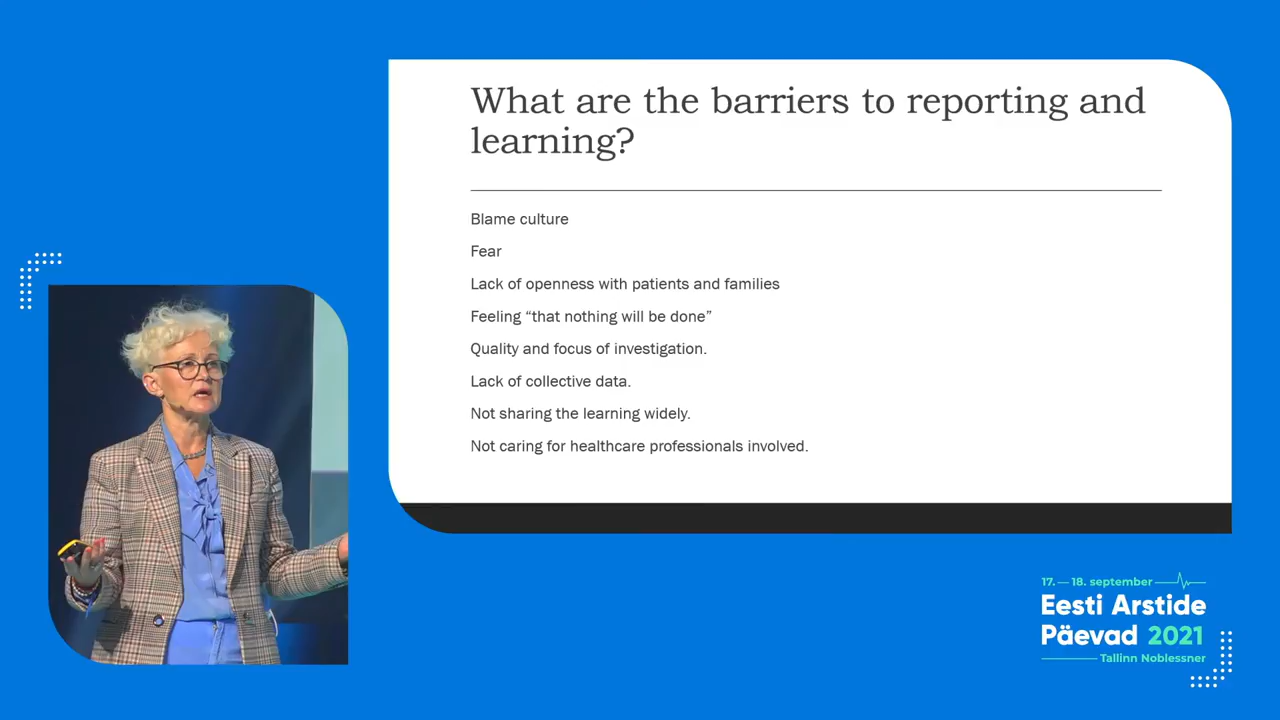 What are the barriers to reporting and
learning?
Blame culture
Fear
Lack of openness with patients and families
Feeling “that nothing will be done”
Quality and focus of investigation.
Lack of collective data.
Not sharing the learning widely.
Not caring for healthcare professionals involved.
17. — 18. september
Eesti Arstide
Päevad 2021
Tallinn Noblessner